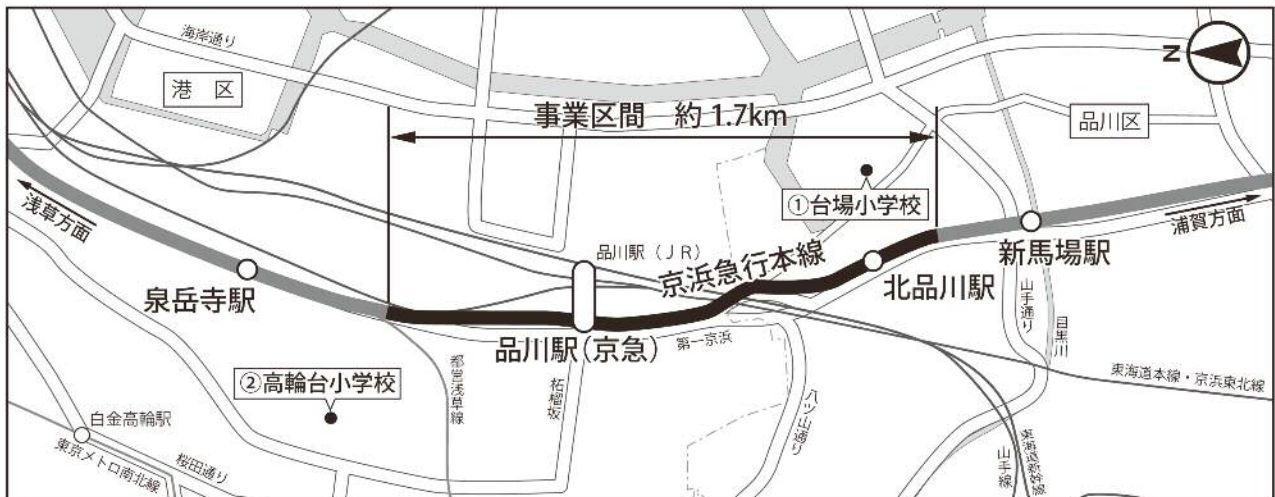 海岸通り
港 区
N
事業区間 約 1.7km
品川区
①台場小学校
浅草方面
浦賀方面
品川駅（ＪＲ）
京浜急行本線
新馬場駅
泉岳寺駅
北品川駅
山手通り
目黒川
品川駅（京急）
第一京浜
②高輪台小学校
都営浅草線
柘榴坂
八ツ山通り
東海道本線・京浜東北線
白金高輪駅
桜田通り
東京メトロ南北線
山手線
東海道新幹線